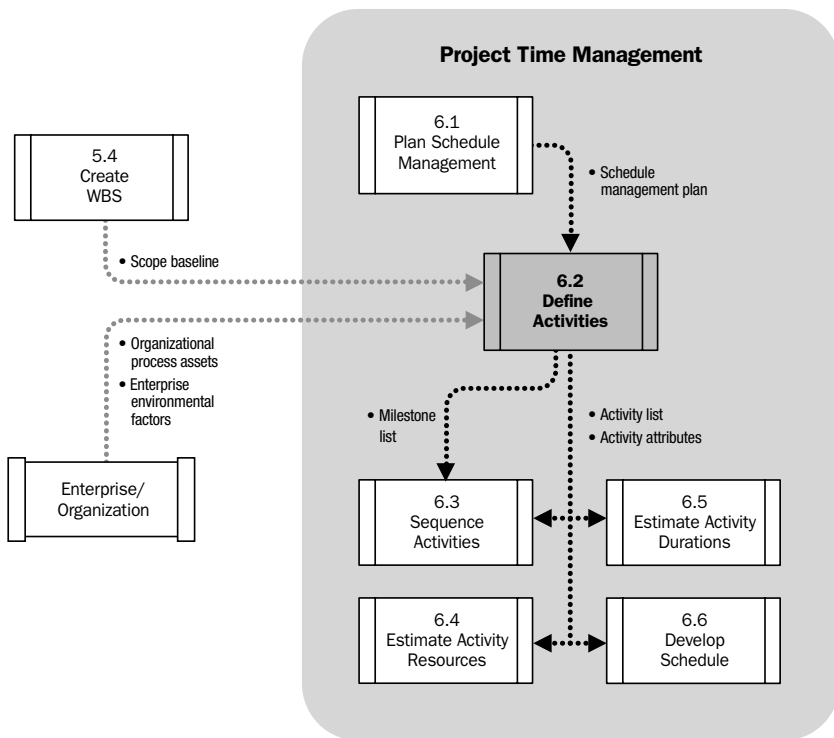 Project Time Management
6.1
Plan Schedule
Management
5.4
Create
WBS
• Schedule
management plan
• Scope baseline
6.2
Define
Activities
• Organizational
process assets
• Enterprise
environmental
factors
• Milestone
list
• Activity list
• Activity attributes
Enterprise/
Organization
6.3
Sequence
Activities
6.5
Estimate Activity
Durations
6.4
Estimate Activity
Resources
6.6
Develop
Schedule